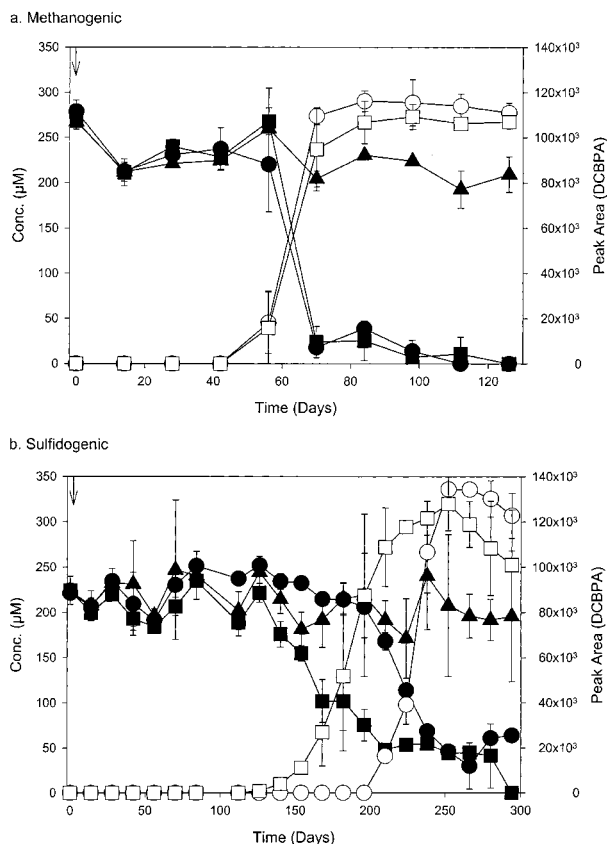 a. Methanogenic
350
300
250
200
150
100
50
0
Conc. (µM)
140x10³
120x10³
100x10³
80x10³
60x10³
40x10³
20x10³
0
Peak Area (DCBPA)
0 20 40 60 80 100 120
Time (Days)
b. Sulfidogenic
350
300
250
200
150
100
50
0
Conc. (µM)
140x10³
120x10³
100x10³
80x10³
60x10³
40x10³
20x10³
0
Peak Area (DCBPA)
0 50 100 150 200 250 300
Time (Days)